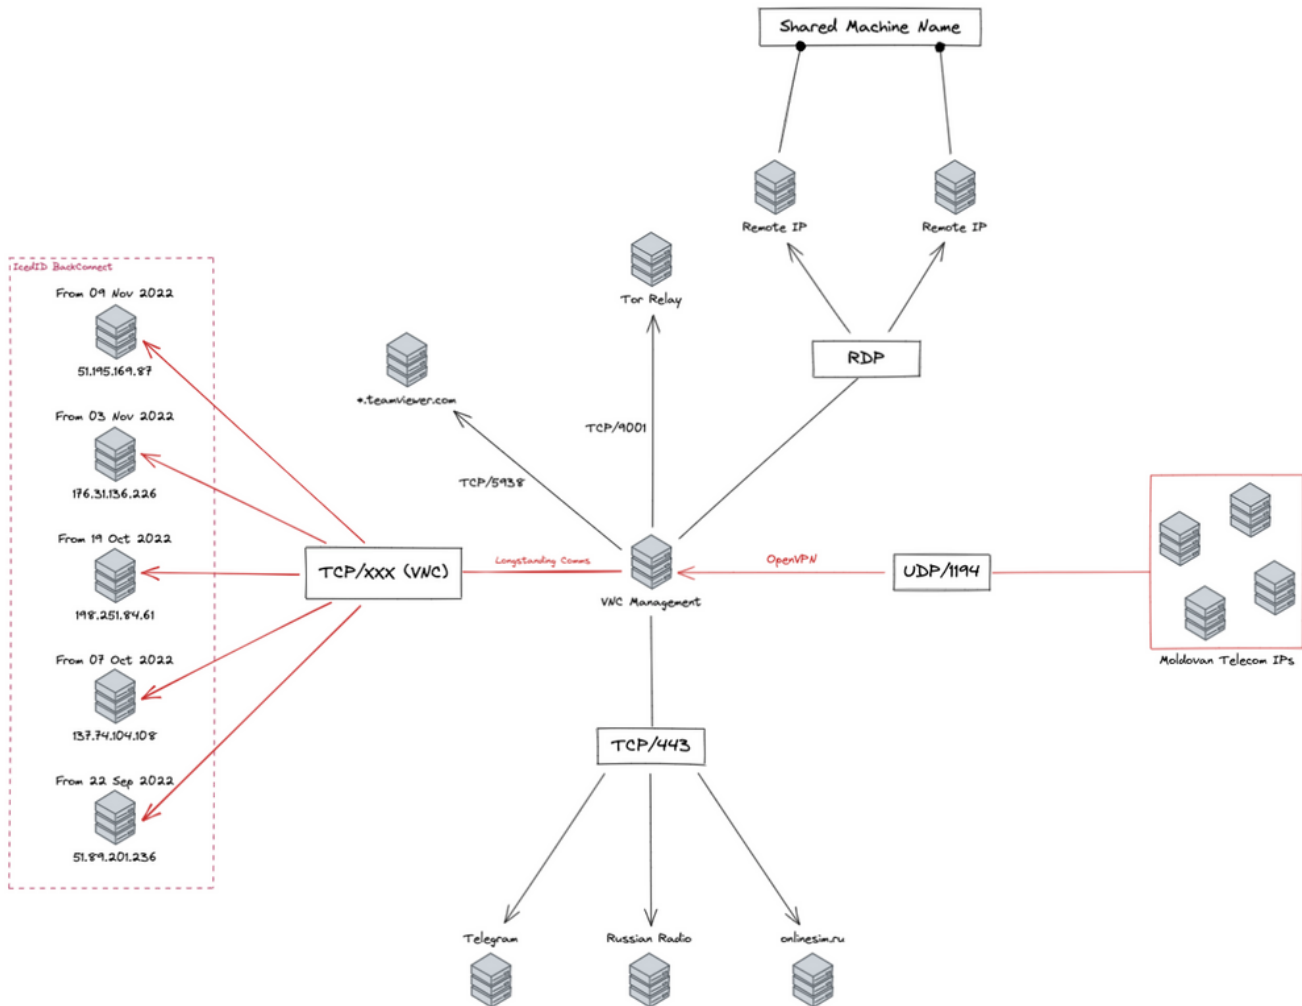 Shared Machine Name
Remote IP
Remote IP
Tor Relay
IcedID BackConnect
From 09 Nov 2022
51.195.169.87
From 03 Nov 2022
176.31.136.226
From 19 Oct 2022
198.251.84.61
From 07 Oct 2022
137.74.104.108
From 22 Sep 2022
51.89.201.236
*.teamviewer.com
TCP/5938
TCP/9001
RDP
TCP/XXX (VNC)
Longstanding Comms
VNC Management
OpenVPN
UDP/1194
Moldovan Telecom IPs
TCP/443
Telegram
Russian Radio
onlinesim.ru